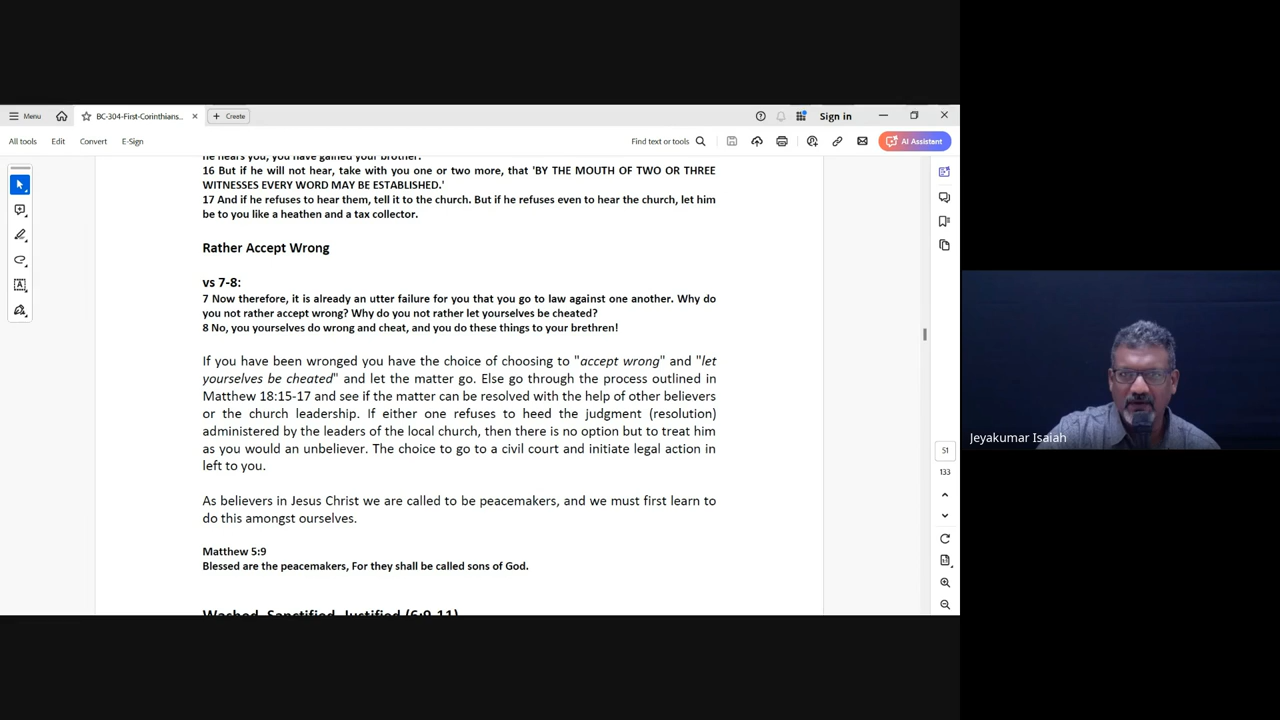 Menu
BC-304-First-Corinthians...
Create
Sign in
All tools
Edit
Convert
E-Sign
Find text or tools
AI Assistant
he hears you, you have gained your brother.
16 But if he will not hear, take with you one or two more, that 'BY THE MOUTH OF TWO OR THREE
WITNESSES EVERY WORD MAY BE ESTABLISHED.'
17 And if he refuses to hear them, tell it to the church. But if he refuses even to hear the church, let him
be to you like a heathen and a tax collector.
Rather Accept Wrong
vs 7-8:
7 Now therefore, it is already an utter failure for you that you go to law against one another. Why do
you not rather accept wrong? Why do you not rather let yourselves be cheated?
8 No, you yourselves do wrong and cheat, and you do these things to your brethren!
If you have been wronged you have the choice of choosing to "accept wrong" and "let
yourselves be cheated" and let the matter go. Else go through the process outlined in
Matthew 18:15-17 and see if the matter can be resolved with the help of other believers
or the church leadership. If either one refuses to heed the judgment (resolution)
administered by the leaders of the local church, then there is no option but to treat him
as you would an unbeliever. The choice to go to a civil court and initiate legal action in
left to you.
As believers in Jesus Christ we are called to be peacemakers, and we must first learn to
do this amongst ourselves.
Matthew 5:9
Blessed are the peacemakers, For they shall be called sons of God.
Washed, Sanctified, Justified (6:9-11)
51
133
Jeyakumar Isaiah